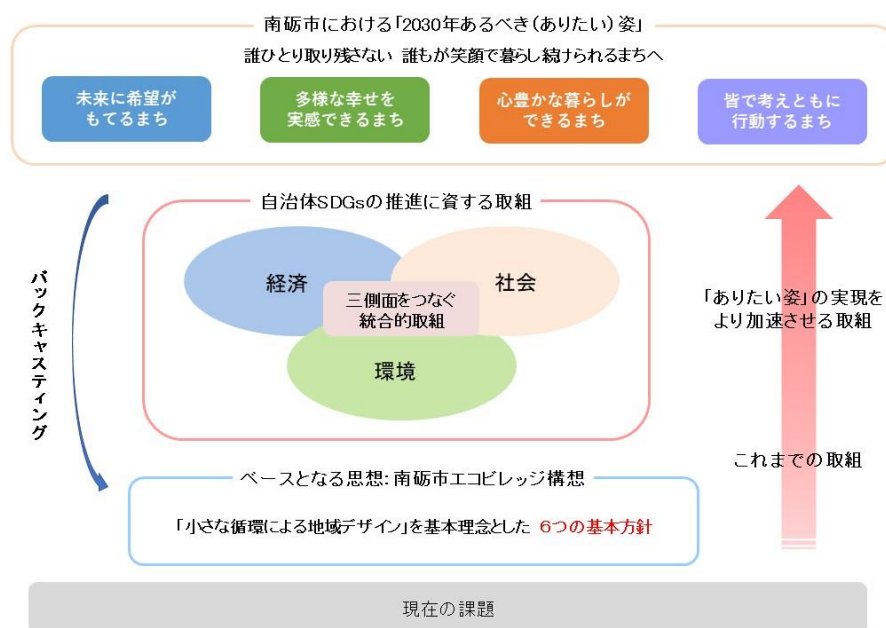 南砺市における「2030年あるべき(ありたい)姿」
誰ひとり取り残さない 誰もが笑顔で暮らし続けられるまちへ
未来に希望が
もてるまち
多様な幸せを
実感できるまち
心豊かな暮らしが
できるまち
皆で考えともに
行動するまち
バックキャスティング
自治体SDGsの推進に資する取組
経済
社会
三側面をつなぐ
統合的取組
環境
「ありたい姿」の実現を
より加速させる取組
これまでの取組
ベースとなる思想:南砺市エコビレッジ構想
「小さな循環による地域デザイン」を基本理念とした 6つの基本方針
現在の課題